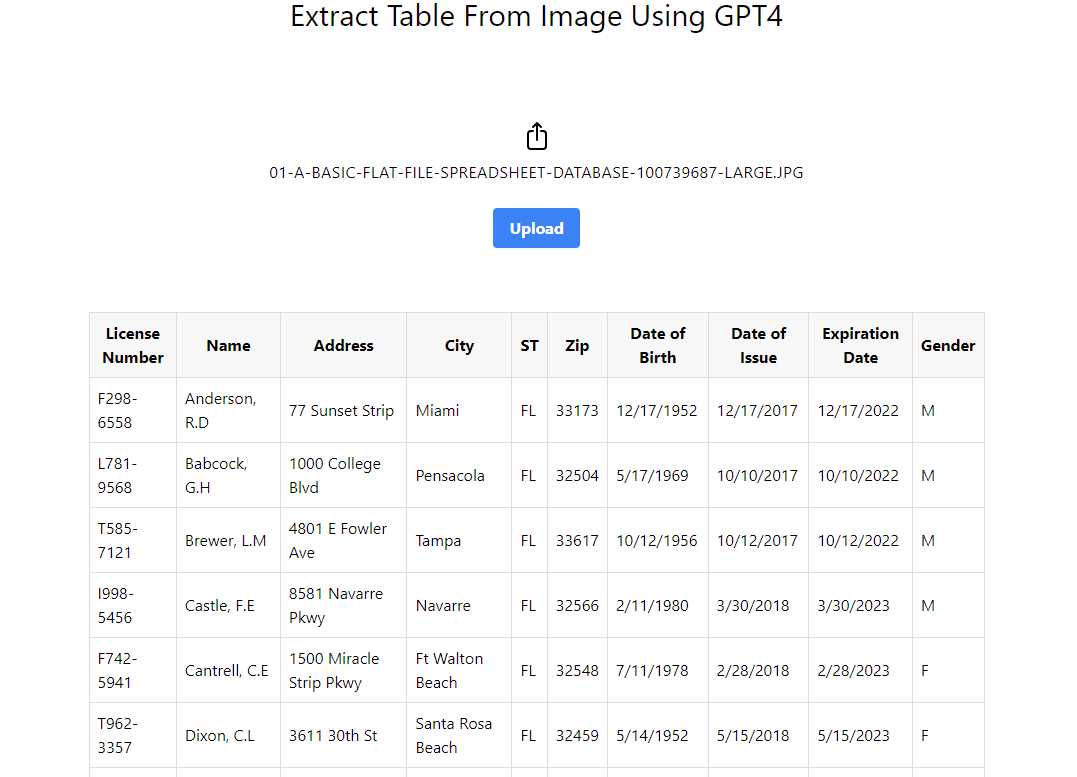 Extract Table From Image Using GPT4
01-A-BASIC-FLAT-FILE-SPREADSHEET-DATABASE-100739687-LARGE.JPG
Upload
License Number Name Address City ST Zip Date of Birth Date of Issue Expiration Date Gender
F298-6558 Anderson, R.D 77 Sunset Strip Miami FL 33173 12/17/1952 12/17/2017 12/17/2022 M
L781-9568 Babcock, G.H 1000 College Blvd Pensacola FL 32504 5/17/1969 10/10/2017 10/10/2022 M
T585-7121 Brewer, L.M 4801 E Fowler Ave Tampa FL 33617 10/12/1956 10/12/2017 10/12/2022 M
I998-5456 Castle, F.E 8581 Navarre Pkwy Navarre FL 32566 2/11/1980 3/30/2018 3/30/2023 M
F742-5941 Cantrell, C.E 1500 Miracle Strip Pkwy Ft Walton Beach FL 32548 7/11/1978 2/28/2018 2/28/2023 F
T962-3357 Dixon, C.L 3611 30th St Santa Rosa Beach FL 32459 5/14/1952 5/15/2018 5/15/2023 F